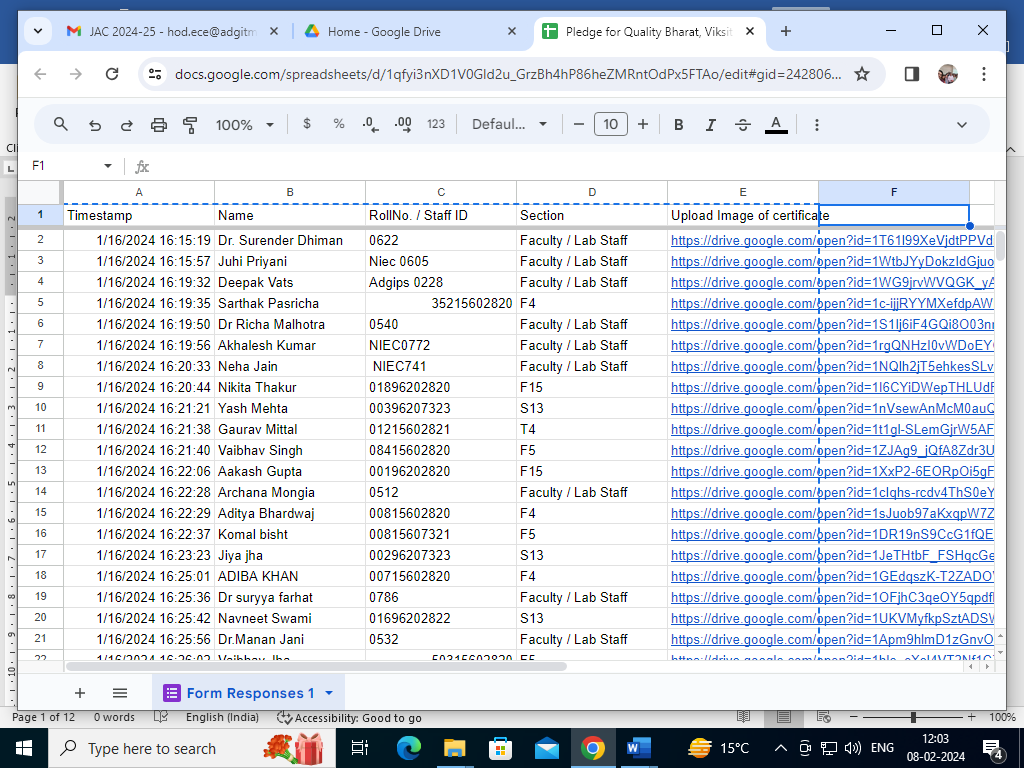 JAC 2024-25 - hod.ece@adgitm
Home - Google Drive
Pledge for Quality Bharat, Viksit
docs.google.com/spreadsheets/d/1qfyi3nXD1V0GId2u_GrzBh4hP86heZMRntOdPx5FTAo/edit#gid=242806...
100% $ % .0 .00 123 Defaul... 10 B I A
F1 fx
A B C D E F
1 Timestamp Name RollNo. / Staff ID Section Upload Image of certificate
2 1/16/2024 16:15:19 Dr. Surender Dhiman 0622 Faculty / Lab Staff https://drive.google.com/open?id=1T61I99XeVjdtPPVd
3 1/16/2024 16:15:57 Juhi Priyani Niec 0605 Faculty / Lab Staff https://drive.google.com/open?id=1WtbJYyDokzIdGjuo
4 1/16/2024 16:19:32 Deepak Vats Adgips 0228 Faculty / Lab Staff https://drive.google.com/open?id=1WG9jrvWVQGK_yA
5 1/16/2024 16:19:35 Sarthak Pasricha 35215602820 F4 https://drive.google.com/open?id=1c-ijjRYYMXefdpAW
6 1/16/2024 16:19:50 Dr Richa Malhotra 0540 Faculty / Lab Staff https://drive.google.com/open?id=1S1Ij6iF4GQi8O03n
7 1/16/2024 16:19:56 Akhalesh Kumar NIEC0772 Faculty / Lab Staff https://drive.google.com/open?id=1rgQNHzI0vWDoEY
8 1/16/2024 16:20:33 Neha Jain NIEC741 Faculty / Lab Staff https://drive.google.com/open?id=1NQIh2jT5ehkesSLv
9 1/16/2024 16:20:44 Nikita Thakur 01896202820 F15 https://drive.google.com/open?id=1I6CYiDWepTHLUdF
10 1/16/2024 16:21:21 Yash Mehta 00396207323 S13 https://drive.google.com/open?id=1nVsewAnMcM0auQ
11 1/16/2024 16:21:38 Gaurav Mittal 01215602821 T4 https://drive.google.com/open?id=1t1gl-SLemGjrW5AF
12 1/16/2024 16:21:40 Vaibhav Singh 08415602820 F5 https://drive.google.com/open?id=1ZJAg9_jQfA8Zdr3U
13 1/16/2024 16:22:06 Aakash Gupta 00196202820 F15 https://drive.google.com/open?id=1XxP2-6EORpOi5gF
14 1/16/2024 16:22:28 Archana Mongia 0512 Faculty / Lab Staff https://drive.google.com/open?id=1clqhs-rcdv4ThS0eY
15 1/16/2024 16:22:29 Aditya Bhardwaj 00815602820 F4 https://drive.google.com/open?id=1sJuob97aKxqpW7Z
16 1/16/2024 16:22:37 Komal bisht 00815607321 F5 https://drive.google.com/open?id=1DR19nS9CcG1fQE
17 1/16/2024 16:23:23 Jiya jha 00296207323 S13 https://drive.google.com/open?id=1JeTHtbF_FSHqcGe
18 1/16/2024 16:25:01 ADIBA KHAN 00715602820 F4 https://drive.google.com/open?id=1GEdqszK-T2ZADO
19 1/16/2024 16:25:36 Dr suryya farhat 0786 Faculty / Lab Staff https://drive.google.com/open?id=1OFjhC3qeOY5qpdf
20 1/16/2024 16:25:42 Navneet Swami 01696202822 S13 https://drive.google.com/open?id=1UKVMyfkpSztADSW
21 1/16/2024 16:25:56 Dr.Manan Jani 0532 Faculty / Lab Staff https://drive.google.com/open?id=1Apm9hlmD1zGnvO
22 1/16/2024 16:26:02 Vaibhav Jha 50315602820 F5
Form Responses 1
Page 1 of 12 0 words English (India) Accessibility: Good to go 100%
Type here to search 15°C ENG 12:03
08-02-2024
4